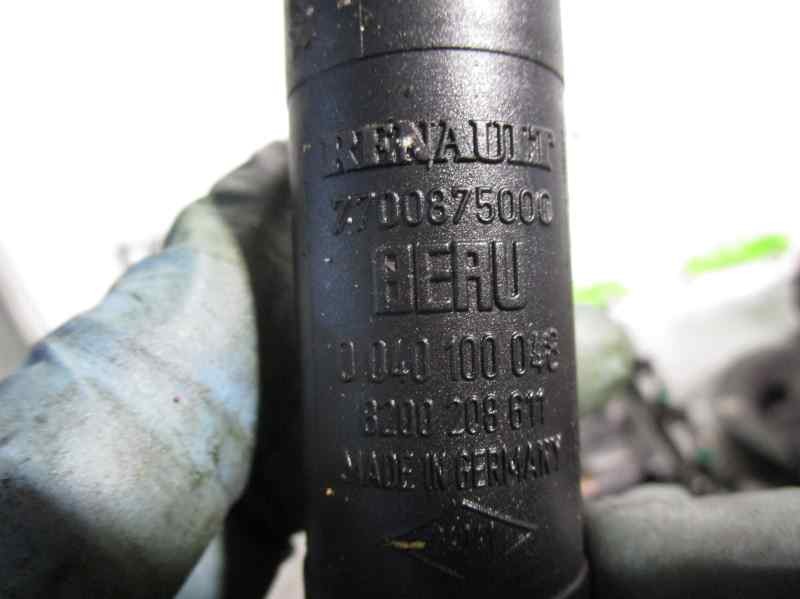 RENAULT
7700875000
BERU
0 040 100 048
8200 208 611
MADE IN GERMANY